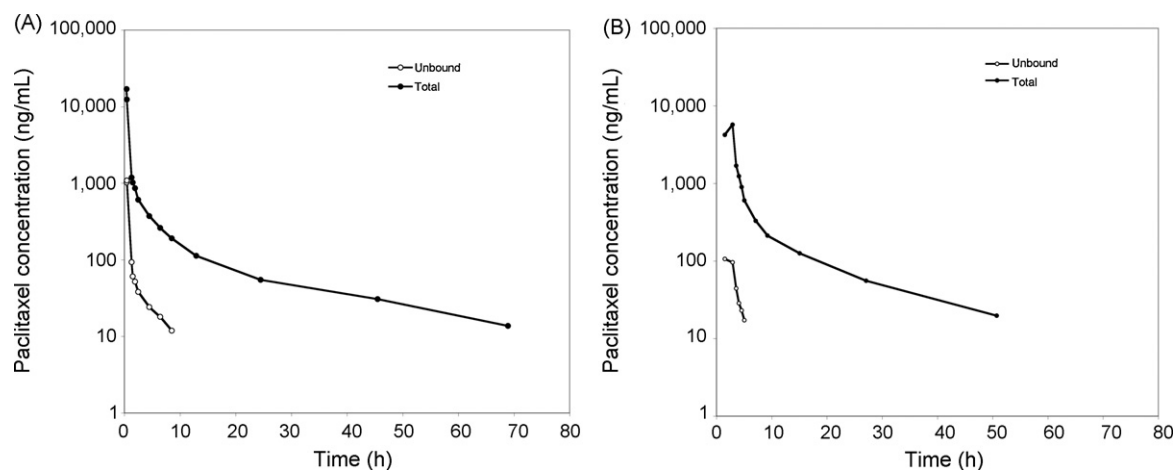 (A)
Paclitaxel concentration (ng/mL)
100,000
10,000
1,000
100
10
1
Unbound
Total
0 10 20 30 40 50 60 70 80
Time (h)
(B)
Paclitaxel concentration (ng/mL)
100,000
10,000
1,000
100
10
1
Unbound
Total
0 10 20 30 40 50 60 70 80
Time (h)